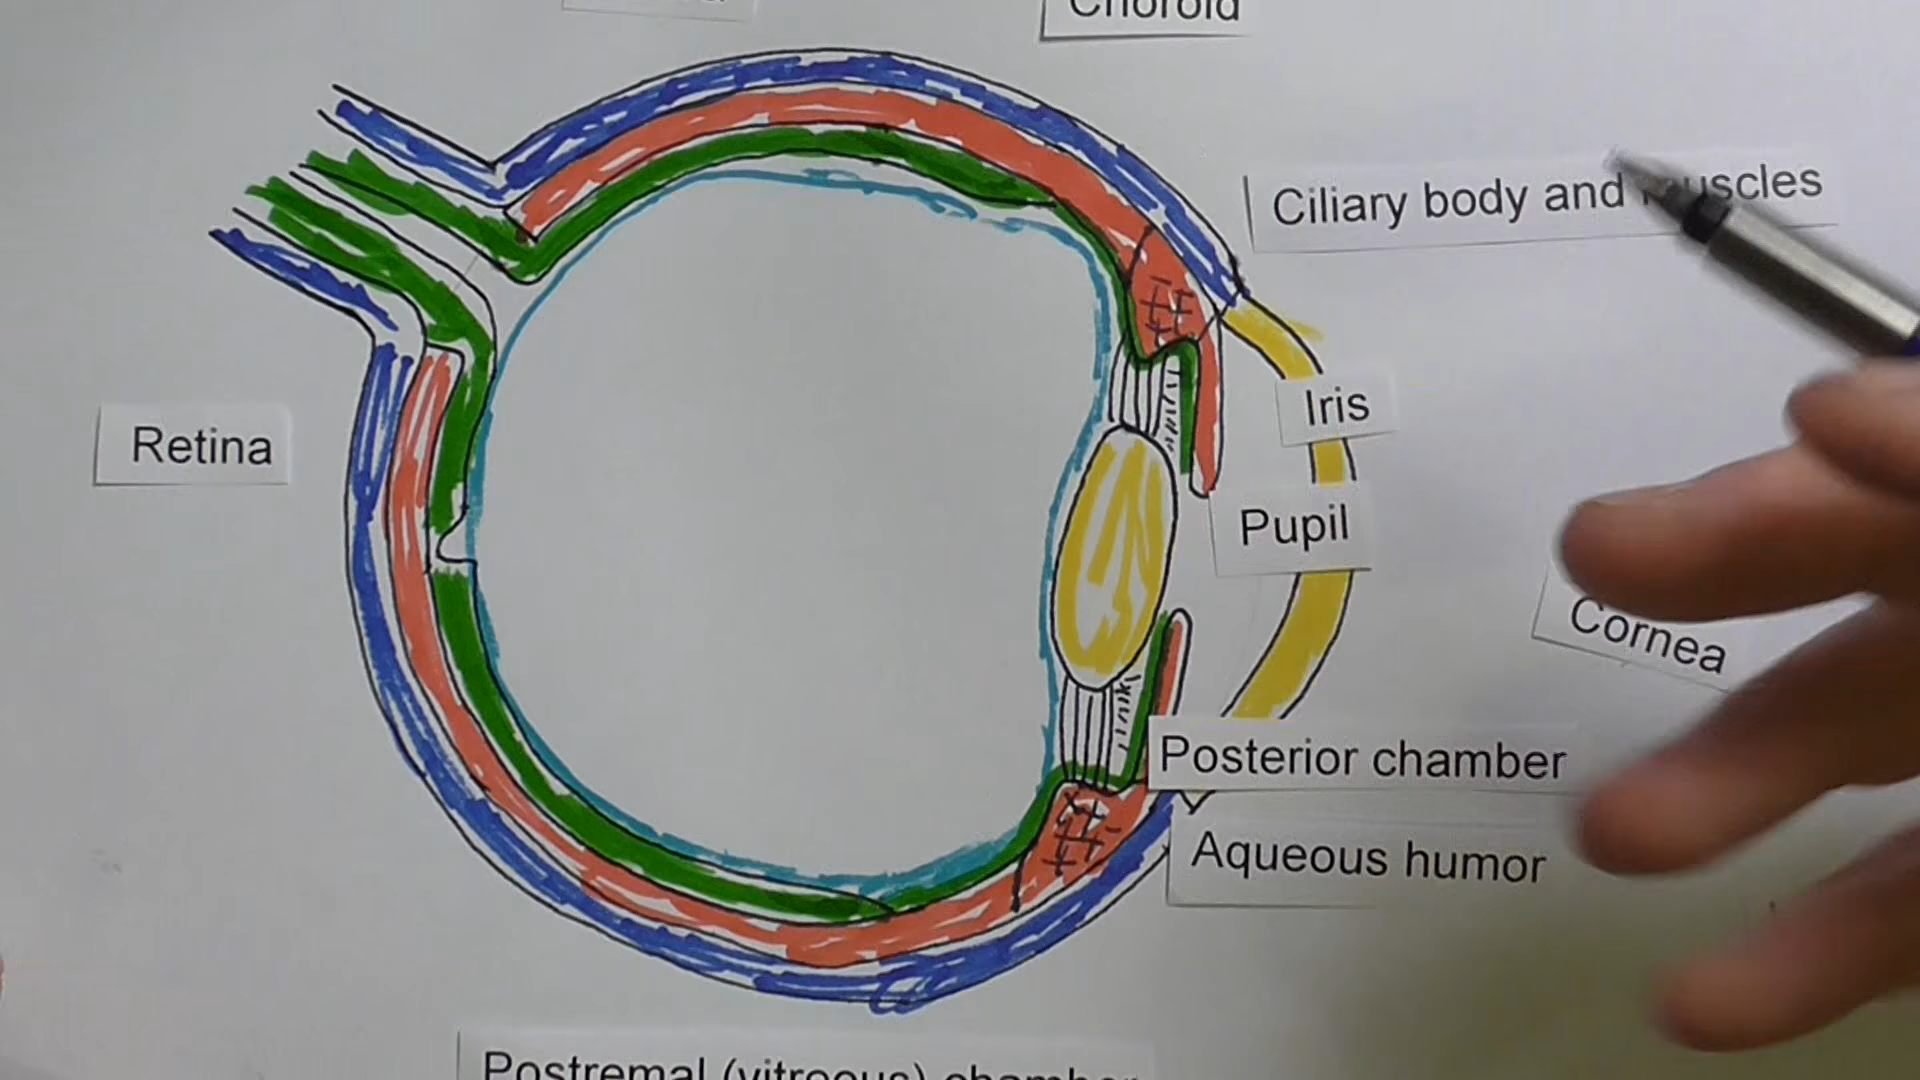 Choroid
Ciliary body and muscles
Iris
Retina
Pupil
Cornea
Posterior chamber
Aqueous humor
Postremal (vitreous) chamber